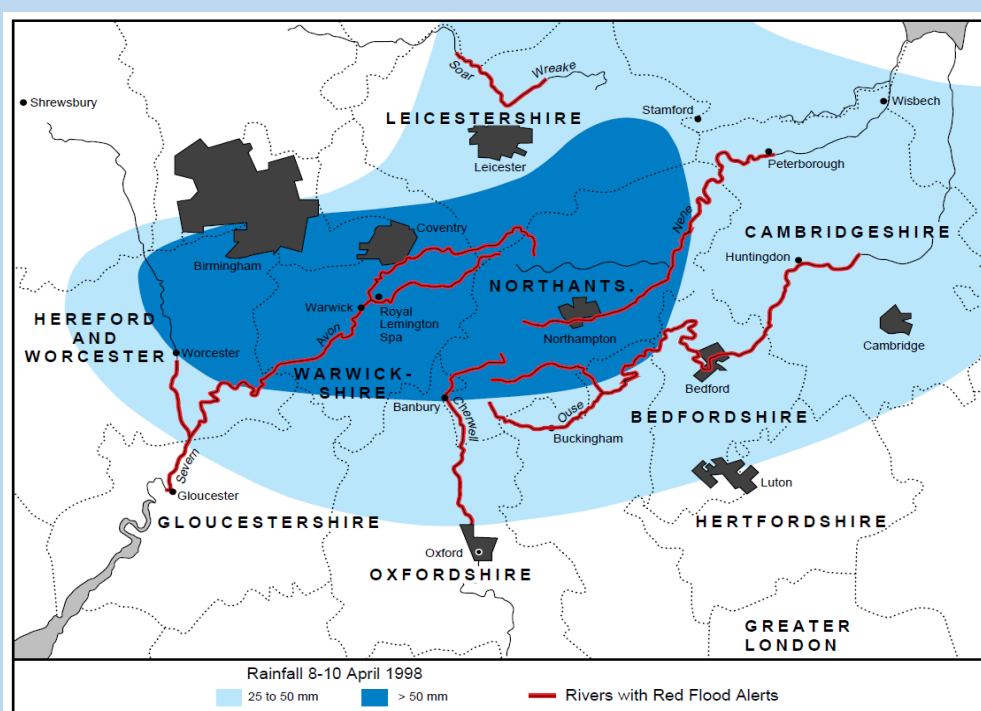 Soar
Wreake
Shrewsbury
LEICESTERSHIRE
Stamford
Wisbech
Leicester
Peterborough
Nene
Coventry
CAMBRIDGESHIRE
Birmingham
Huntingdon
NORTHANTS.
Warwick
Royal
Lemington
Spa
Avon
HEREFORD
AND
WORCESTER
Worcester
Northampton
Cambridge
WARWICK-
SHIRE
Bedford
Banbury
Cherwell
Ouse
BEDFORDSHIRE
Buckingham
Severn
Luton
Gloucester
GLOUCESTERSHIRE
HERTFORDSHIRE
Oxford
OXFORDSHIRE
GREATER
LONDON
Rainfall 8-10 April 1998
25 to 50 mm
> 50 mm
Rivers with Red Flood Alerts